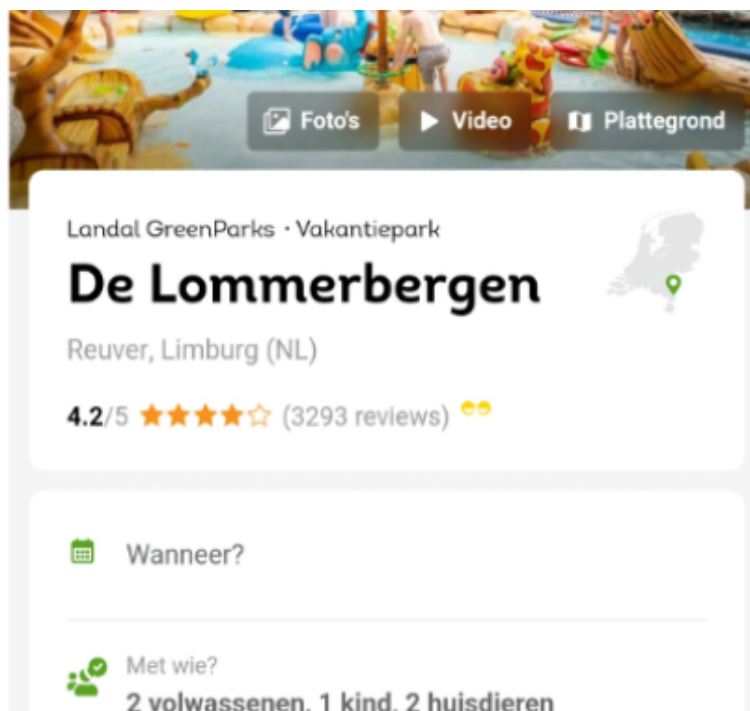 Foto's
Video
Plattegrond
Landal GreenParks · Vakantiepark
De Lommerbergen
Reuver, Limburg (NL)
4.2/5 (3293 reviews)
Wanneer?
Met wie?
2 volwassenen, 1 kind, 2 huisdieren